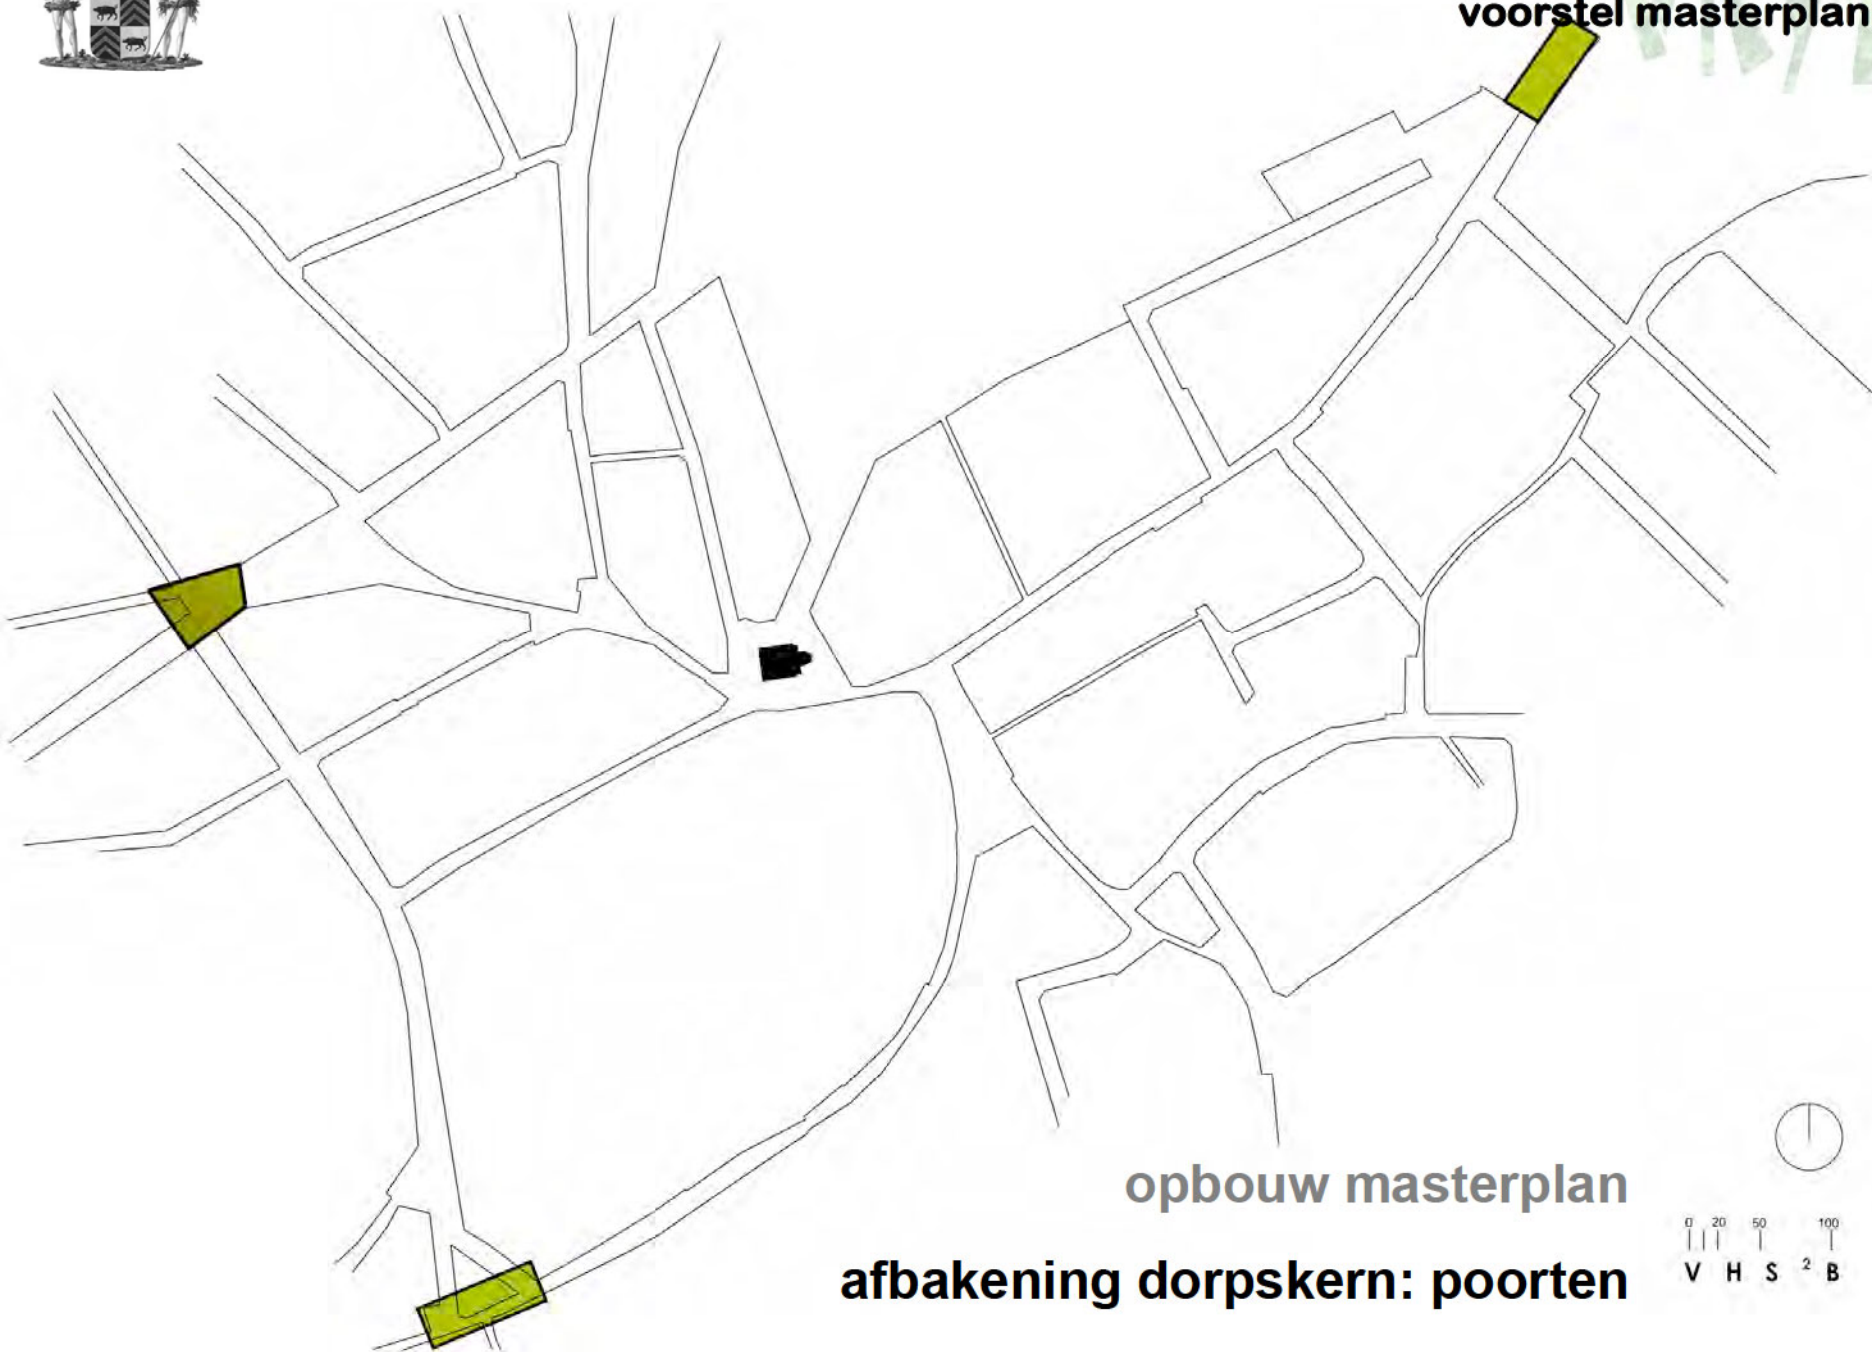 voorstel masterplan
opbouw masterplan
afbakening dorpskern: poorten
0 20 50 100
V H S ² B